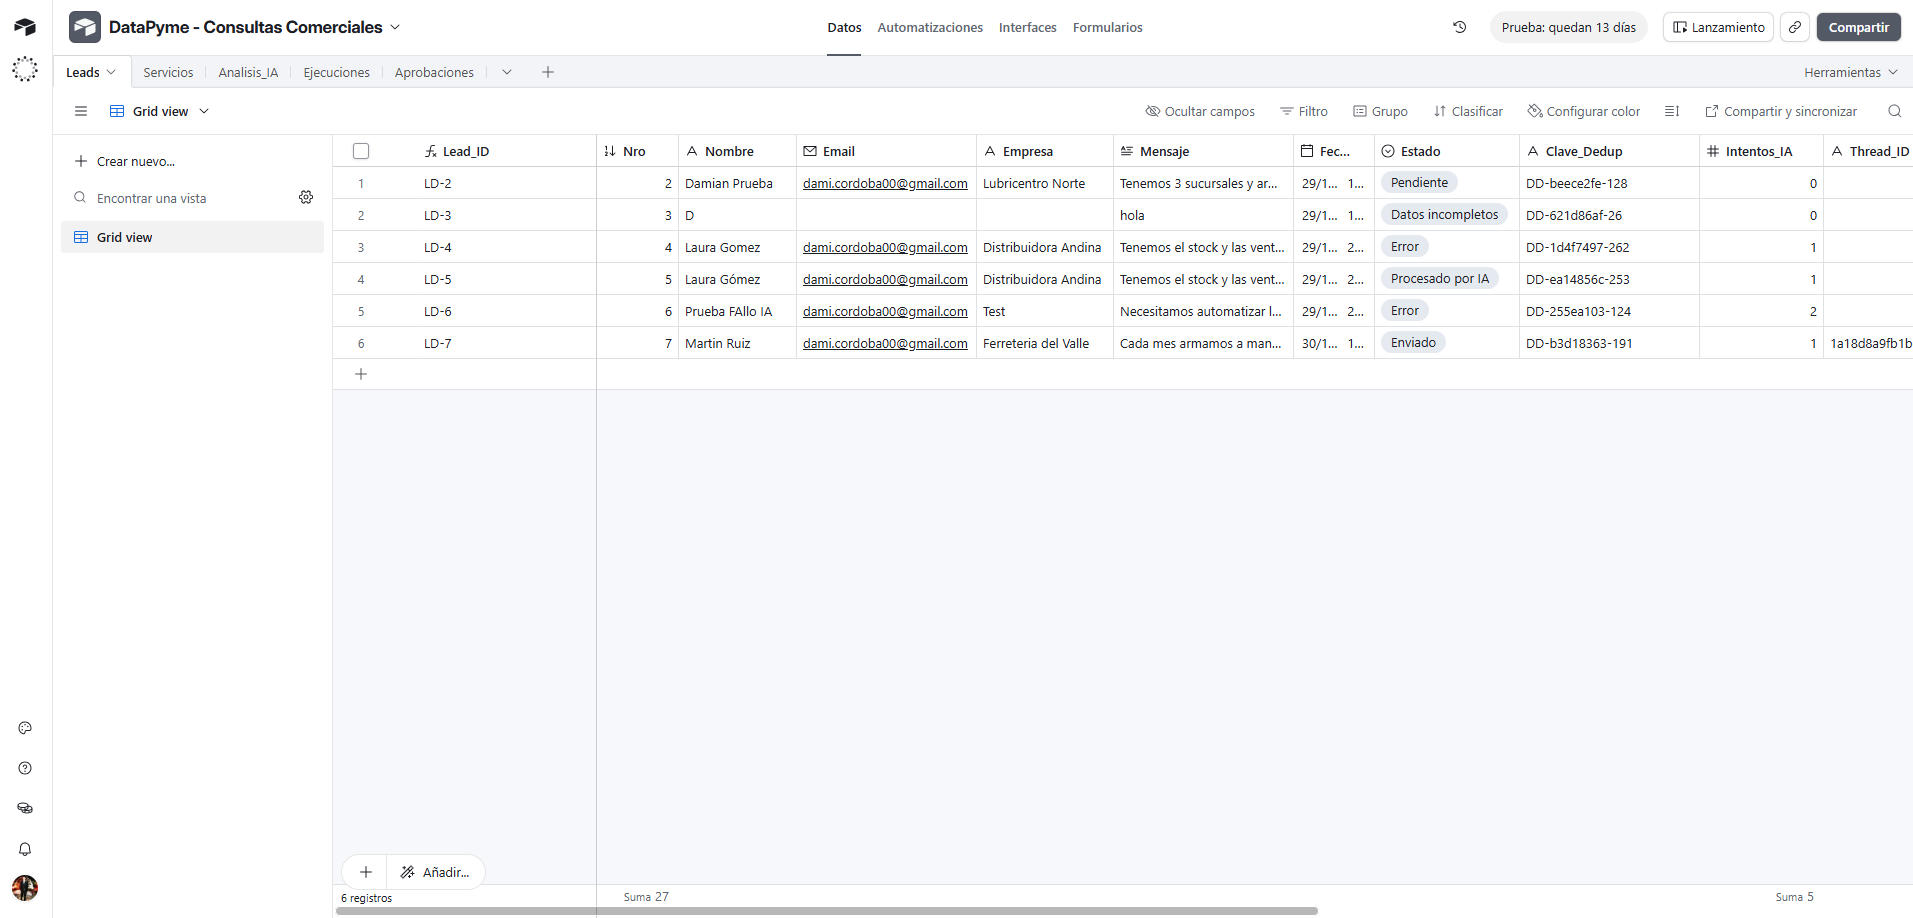 DataPyme - Consultas Comerciales
Datos Automatizaciones Interfaces Formularios
Prueba: quedan 13 días Lanzamiento Compartir
Leads Servicios Analisis_IA Ejecuciones Aprobaciones Herramientas
Grid view Ocultar campos Filtro Grupo Clasificar Configurar color Compartir y sincronizar
Crear nuevo...
Encontrar una vista
Grid view
Lead_ID Nro Nombre Email Empresa Mensaje Fec... Estado Clave_Dedup Intentos_IA Thread_ID
1 LD-2 2 Damian Prueba dami.cordoba00@gmail.com Lubricentro Norte Tenemos 3 sucursales y ar... 29/1... 1... Pendiente DD-beece2fe-128 0
2 LD-3 3 D hola 29/1... 1... Datos incompletos DD-621d86af-26 0
3 LD-4 4 Laura Gomez dami.cordoba00@gmail.com Distribuidora Andina Tenemos el stock y las vent... 29/1... 2... Error DD-1d4f7497-262 1
4 LD-5 5 Laura Gómez dami.cordoba00@gmail.com Distribuidora Andina Tenemos el stock y las vent... 29/1... 2... Procesado por IA DD-ea14856c-253 1
5 LD-6 6 Prueba FAllo IA dami.cordoba00@gmail.com Test Necesitamos automatizar l... 29/1... 2... Error DD-255ea103-124 2
6 LD-7 7 Martin Ruiz dami.cordoba00@gmail.com Ferreteria del Valle Cada mes armamos a man... 30/1... 1... Enviado DD-b3d18363-191 1 1a18d8a9fb1b
Añadir...
6 registros Suma 27 Suma 5